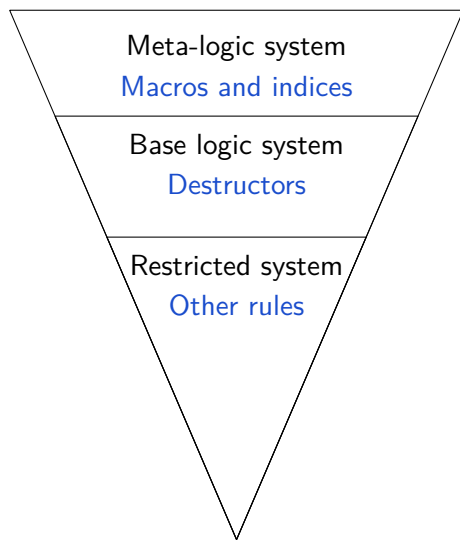 Meta-logic system
Macros and indices
Base logic system
Destructors
Restricted system
Other rules